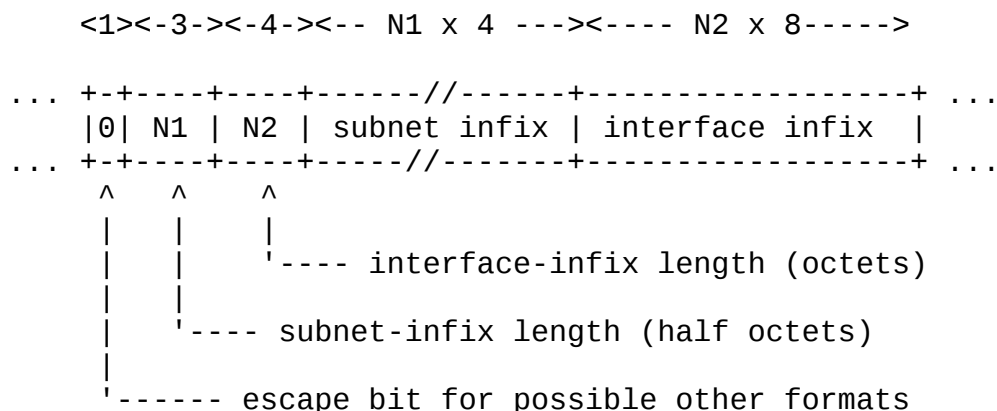 <1><-3-><-4-><-- N1 x 4 ---><---- N2 x 8----->
... +-+----+----+------//------+-----------------+ ...
|0| N1 | N2 | subnet infix | interface infix  |
... +-+----+----+-----//-------+-----------------+ ...
^   ^    ^
|   |    |
|   |    '---- interface-infix length (octets)
|   |
|   '---- subnet-infix length (half octets)
|
'------ escape bit for possible other formats